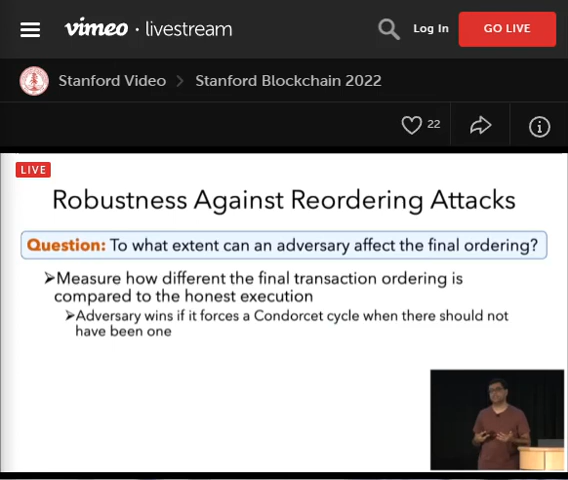 vimeo · livestream
Log In
GO LIVE
Stanford Video > Stanford Blockchain 2022
22
LIVE
Robustness Against Reordering Attacks
Question: To what extent can an adversary affect the final ordering?
➢Measure how different the final transaction ordering is
compared to the honest execution
➢Adversary wins if it forces a Condorcet cycle when there should not
have been one